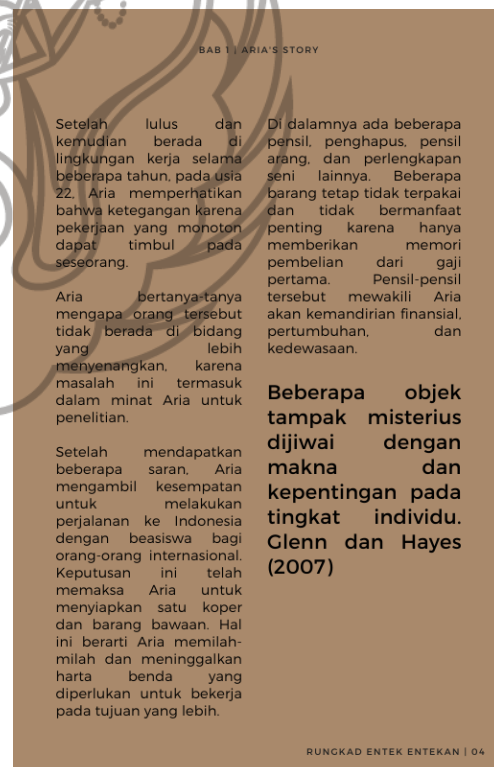 BAB 1 , ARIA'S STORY
Setelah lulus dan
kemudian berada di
lingkungan kerja selama
beberapa tahun, pada usia
22, Aria memperhatikan
bahwa ketegangan karena
pekerjaan yang monoton
dapat timbul pada
seseorang.
Aria bertanya-tanya
mengapa orang tersebut
tidak berada di bidang
yang lebih
menyenangkan, karena
masalah ini termasuk
dalam minat Aria untuk
penelitian.
Setelah mendapatkan
beberapa saran, Aria
mengambil kesempatan
untuk melakukan
perjalanan ke Indonesia
dengan beasiswa bagi
orang-orang internasional.
Keputusan ini telah
memaksa Aria untuk
menyiapkan satu koper
dan barang bawaan. Hal
ini berarti Aria memilah-
milah dan meninggalkan
harta benda yang
diperlukan untuk bekerja
pada tujuan yang lebih.
Di dalamnya ada beberapa
pensil, penghapus, pensil
arang, dan perlengkapan
seni lainnya. Beberapa
barang tetap tidak terpakai
dan tidak bermanfaat
penting karena hanya
memberikan memori
pembelian dari gaji
pertama. Pensil-pensil
tersebut mewakili Aria
akan kemandirian finansial,
pertumbuhan, dan
kedewasaan.
Beberapa objek
tampak misterius
dijiwai dengan
makna dan
kepentingan pada
tingkat individu.
Glenn dan Hayes
(2007)
RUNGKAD ENTEK ENTEKAN | 04